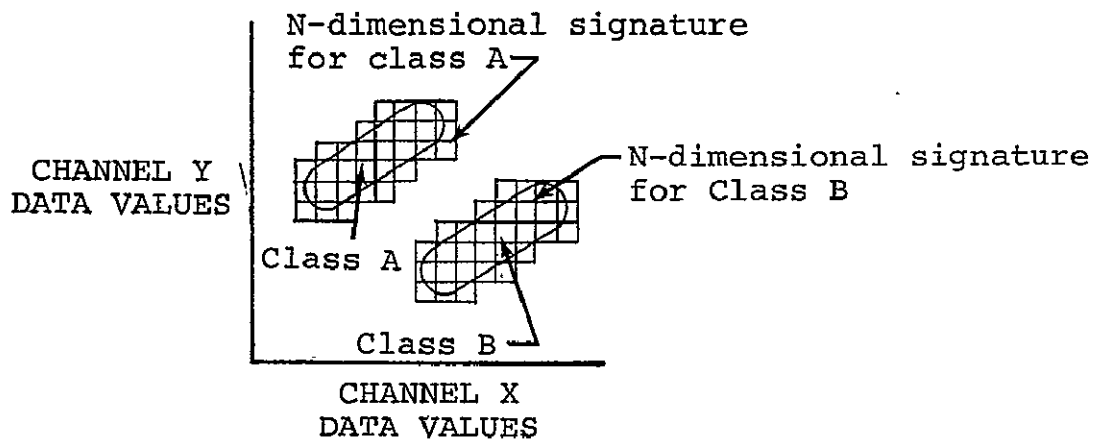 N-dimensional signature
for class A
CHANNEL Y
DATA VALUES
N-dimensional signature
for Class B
Class A
Class B
CHANNEL X
DATA VALUES